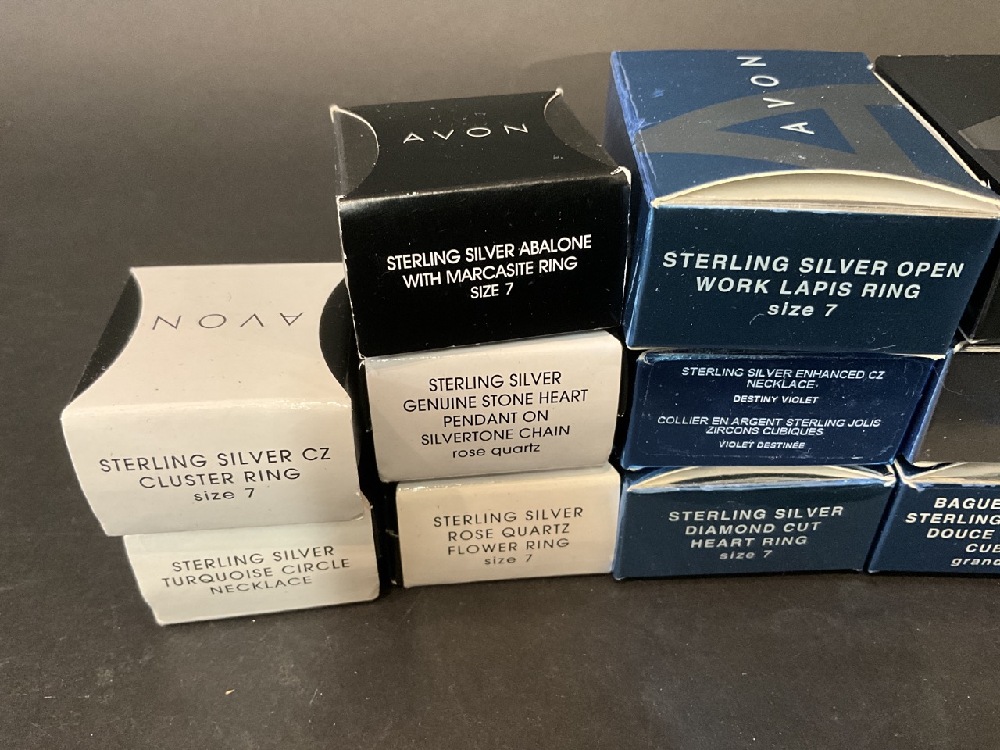 AVON
STERLING SILVER ABALONE
WITH MARCASITE RING
SIZE 7
AVON
STERLING SILVER OPEN
WORK LAPIS RING
size 7
AVON
STERLING SILVER CZ
CLUSTER RING
size 7
STERLING SILVER
GENUINE STONE HEART
PENDANT ON
SILVERTONE CHAIN
rose quartz
STERLING SILVER ENHANCED CZ
NECKLACE
DESTINY VIOLET
COLLIER EN ARGENT STERLING JOLIS
ZIRCONS CUBIQUES
VIOLET DESTINÉE
STERLING SILVER
TURQUOISE CIRCLE
NECKLACE
STERLING SILVER
ROSE QUARTZ
FLOWER RING
size 7
STERLING SILVER
DIAMOND CUT
HEART RING
size 7
BAGUE
STERLING
DOUCE
CUB
grand